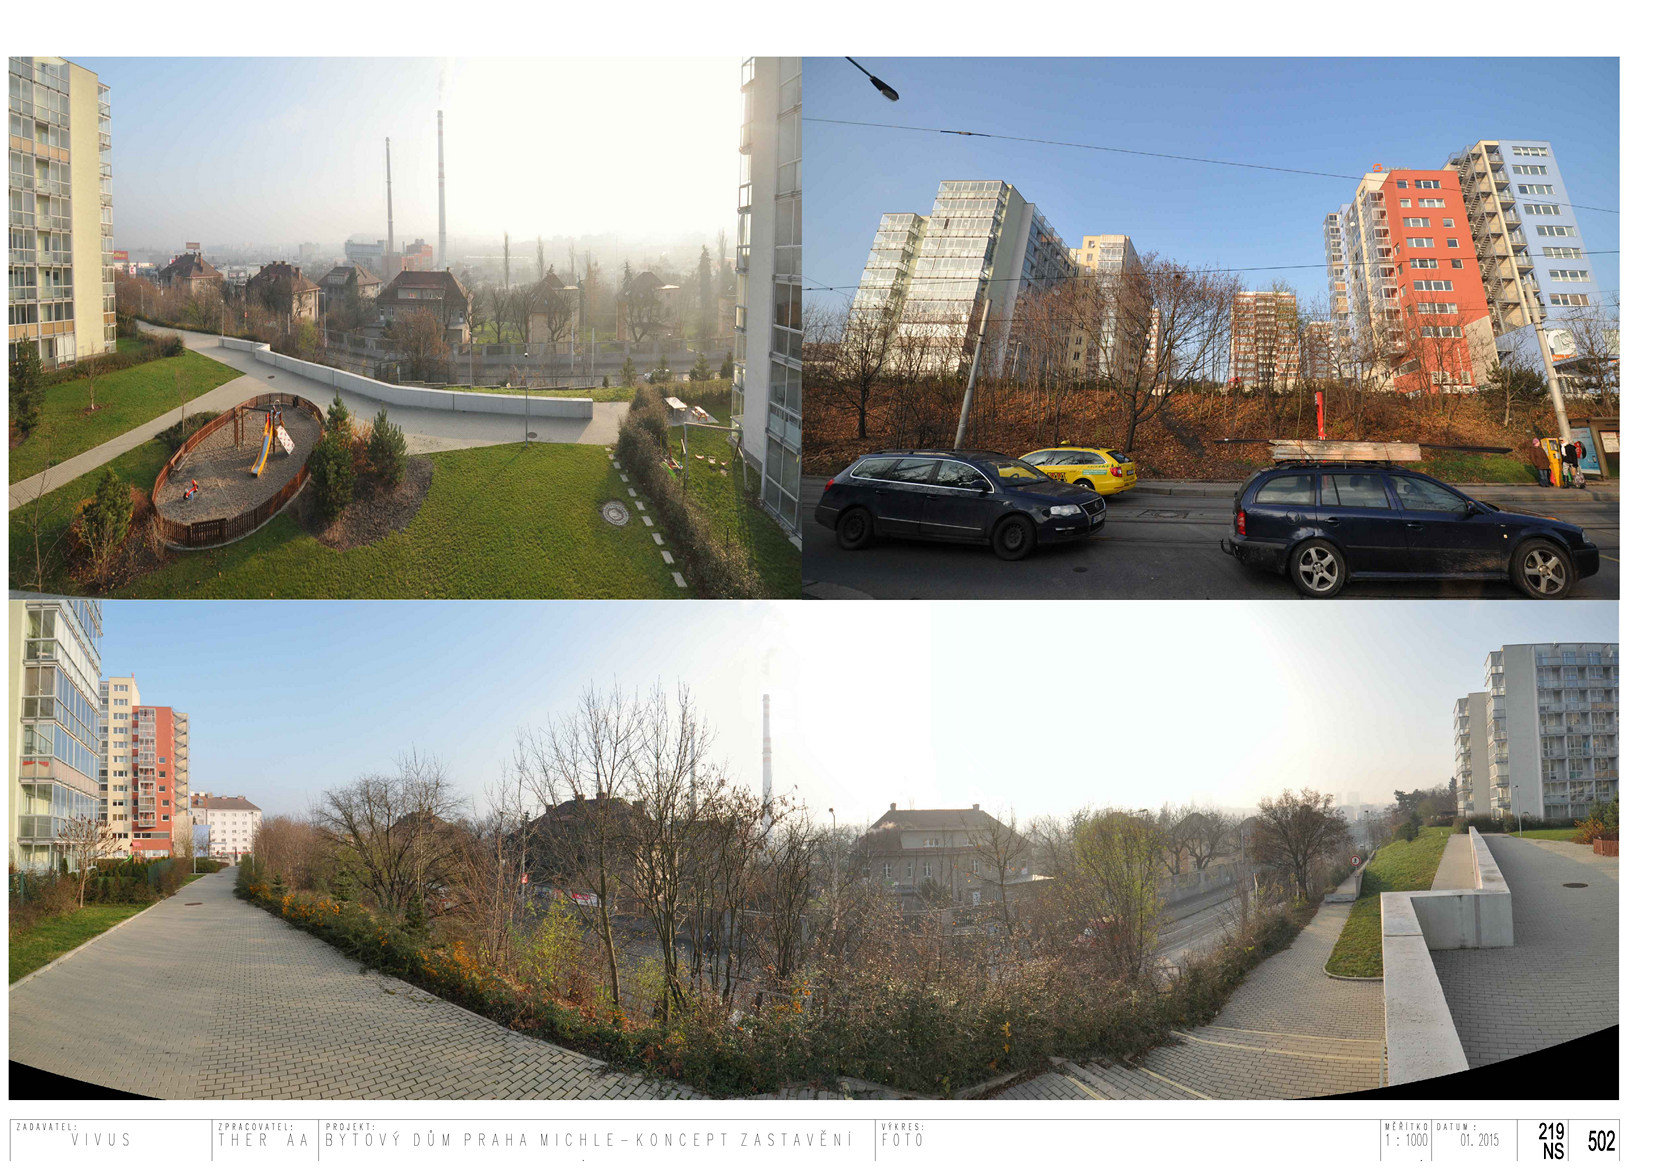 ZADAVATEL:
VIVUS
ZPRACOVATEL:
THER AA
PROJEKT:
BYTOVÝ DŮM PRAHA MICHLE-KONCEPT ZASTAVĚNÍ
VÝKRES:
FOTO
MĚŘÍTKO
1 : 1000
DATUM :
01. 2015
219
NS
502